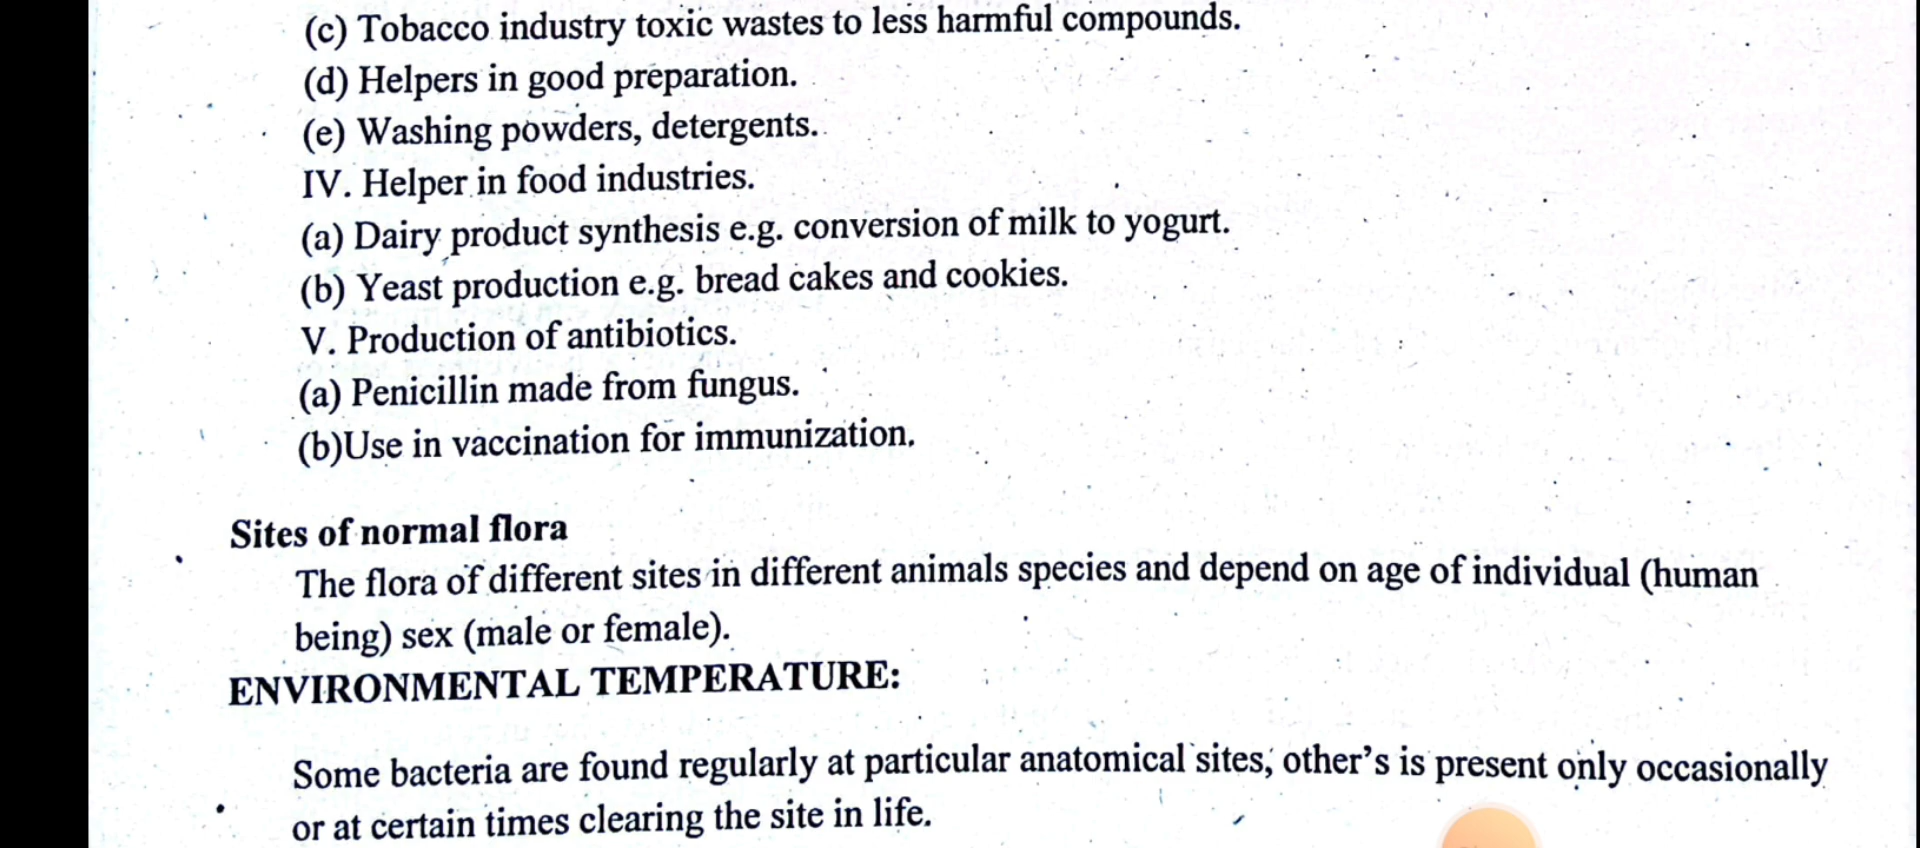 (c) Tobacco industry toxic wastes to less harmful compounds.
(d) Helpers in good preparation.
(e) Washing powders, detergents.
IV. Helper in food industries.
(a) Dairy product synthesis e.g. conversion of milk to yogurt.
(b) Yeast production e.g. bread cakes and cookies.
V. Production of antibiotics.
(a) Penicillin made from fungus.
(b)Use in vaccination for immunization.
Sites of normal flora
The flora of different sites in different animals species and depend on age of individual (human
being) sex (male or female).
ENVIRONMENTAL TEMPERATURE:
Some bacteria are found regularly at particular anatomical sites, other's is present only occasionally
or at certain times clearing the site in life.